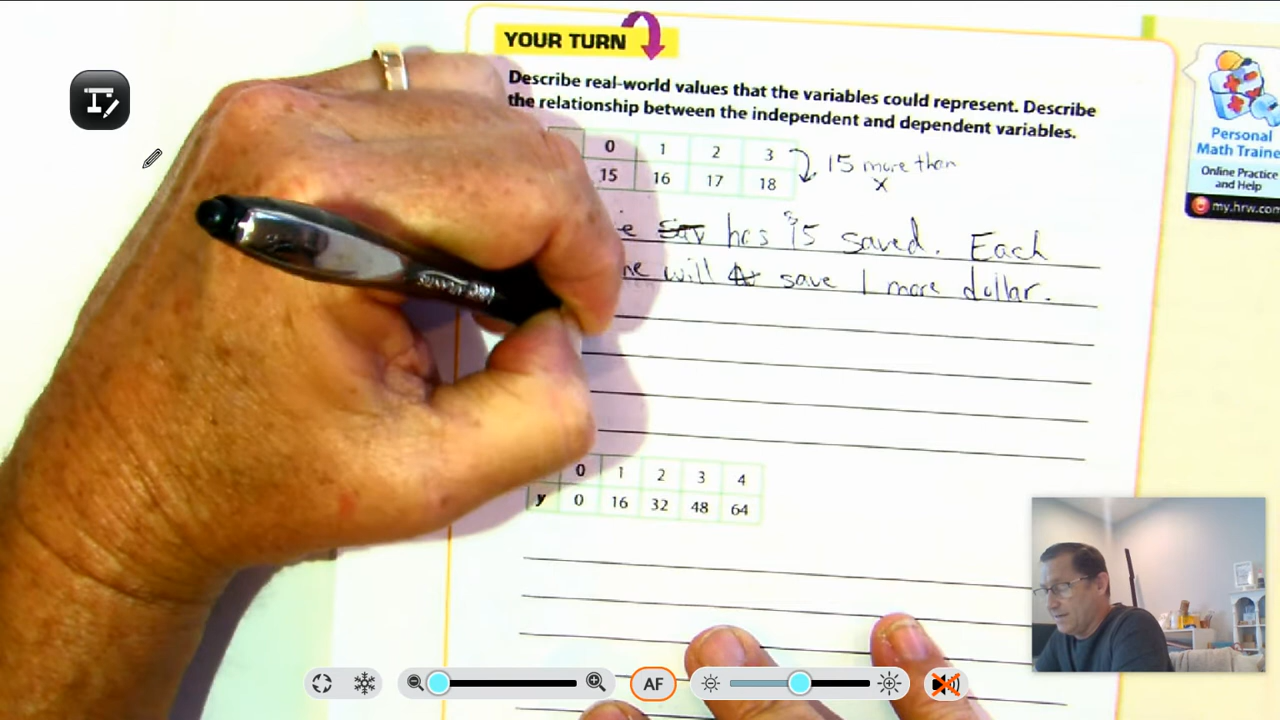 YOUR TURN
Describe real-world values that the variables could represent. Describe
the relationship between the independent and dependent variables.
0 1 2 3
15 16 17 18
15 more than
x
has $15 saved. Each
will save 1 more dollar.
0 1 2 3 4
y 0 16 32 48 64
Personal
Math Traine
Online Practice
and Help
my.hrw.com
AF